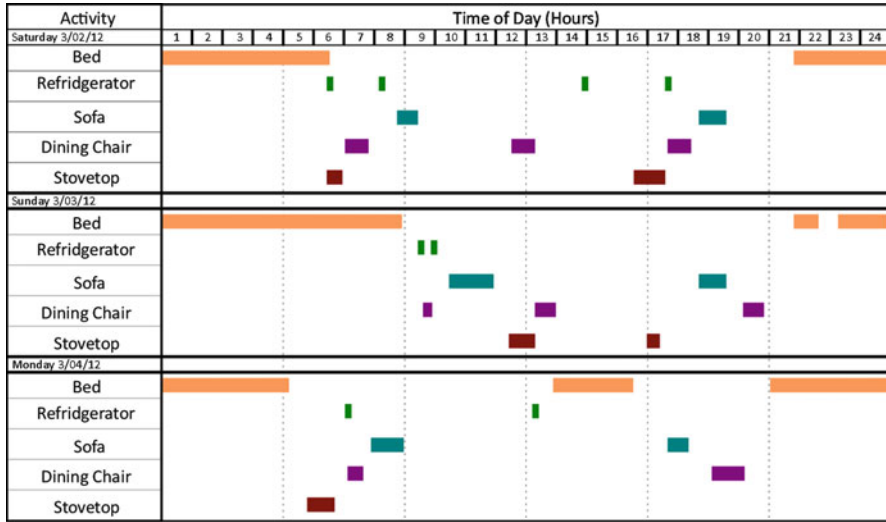 Activity Time of Day (Hours)
Saturday 3/02/12 1 2 3 4 5 6 7 8 9 10 11 12 13 14 15 16 17 18 19 20 21 22 23 24
Bed
Refridgerator
Sofa
Dining Chair
Stovetop
Sunday 3/03/12
Bed
Refridgerator
Sofa
Dining Chair
Stovetop
Monday 3/04/12
Bed
Refridgerator
Sofa
Dining Chair
Stovetop